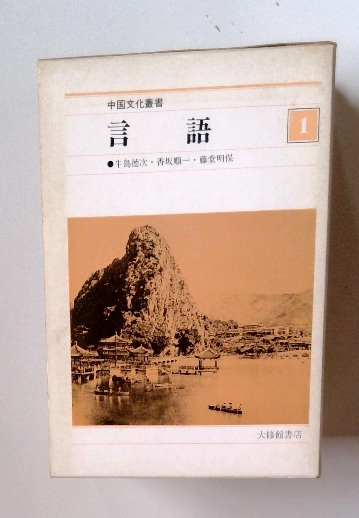 中国文化叢書
言語
1
●牛島徳次・香坂順一・藤堂明保
大修館書店